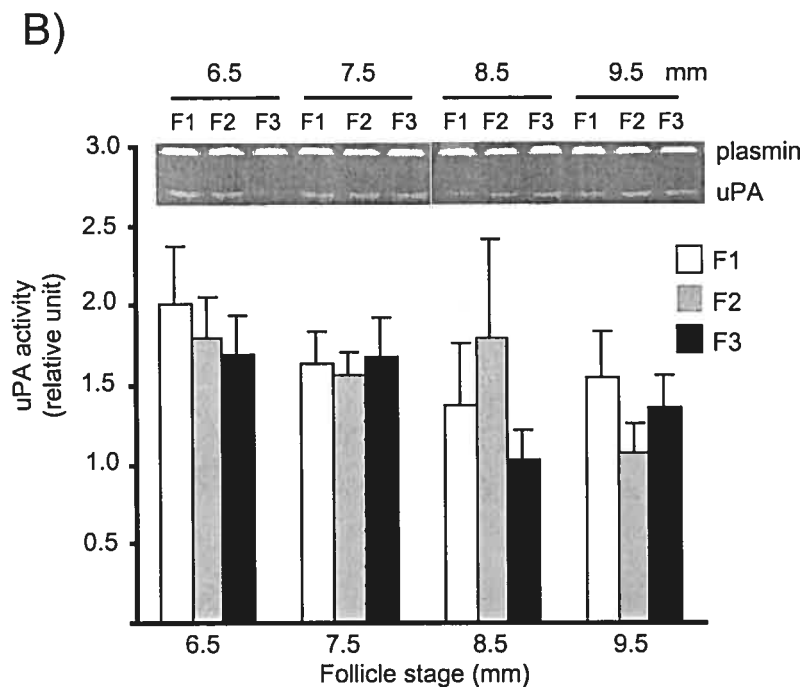 B)
6.5 7.5 8.5 9.5 mm
F1 F2 F3 F1 F2 F3 F1 F2 F3 F1 F2 F3
plasmin
uPA
3.0
2.5
2.0
1.5
1.0
0.5
uPA activity
(relative unit)
F1
F2
F3
6.5 7.5 8.5 9.5
Follicle stage (mm)